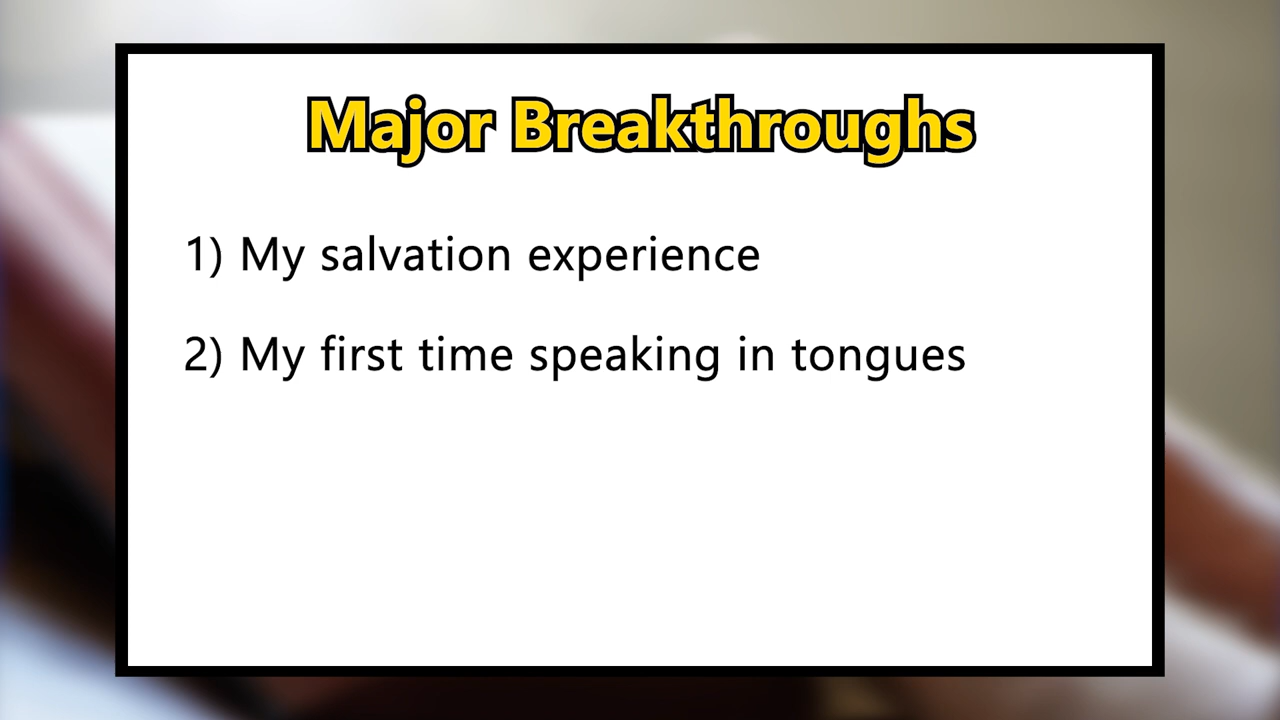 Major Breakthroughs
1) My salvation experience
2) My first time speaking in tongues